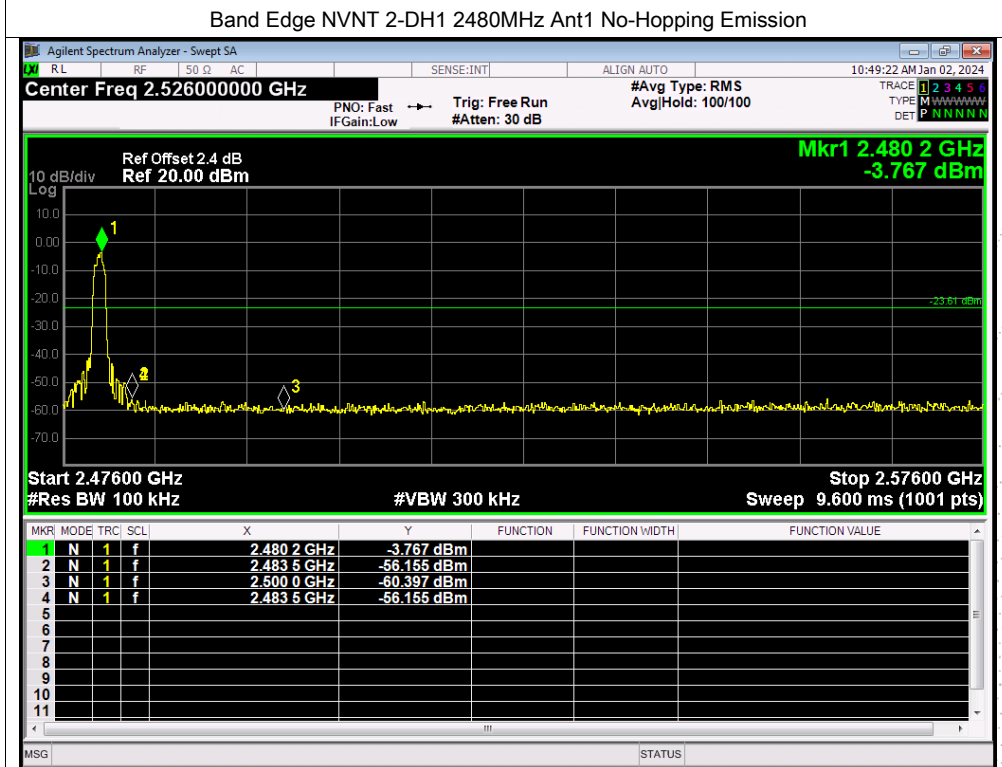 Band Edge NVNT 2-DH1 2480MHz Ant1 No-Hopping Emission
Agilent Spectrum Analyzer - Swept SA
LXI RL RF 50 Ω AC SENSE:INT ALIGN AUTO 10:49:22 AM Jan 02, 2024
Center Freq 2.526000000 GHz
PNO: Fast
IFGain:Low
Trig: Free Run
#Atten: 30 dB
#Avg Type: RMS
Avg|Hold: 100/100
TRACE 1 2 3 4 5 6
TYPE M WWWWW
DET P N N N N N
Mkr1 2.480 2 GHz
-3.767 dBm
Ref Offset 2.4 dB
10 dB/div Ref 20.00 dBm
Log
10.0
0.00
-10.0
-20.0
-30.0
-40.0
-50.0
-60.0
-70.0
1
-23.61 dBm
2
3
Start 2.47600 GHz Stop 2.57600 GHz
#Res BW 100 kHz #VBW 300 kHz Sweep 9.600 ms (1001 pts)
MKR MODE TRC SCL X Y FUNCTION FUNCTION WIDTH FUNCTION VALUE
1 N 1 f 2.480 2 GHz -3.767 dBm
2 N 1 f 2.483 5 GHz -56.155 dBm
3 N 1 f 2.500 0 GHz -60.397 dBm
4 N 1 f 2.483 5 GHz -56.155 dBm
5
6
7
8
9
10
11
MSG STATUS